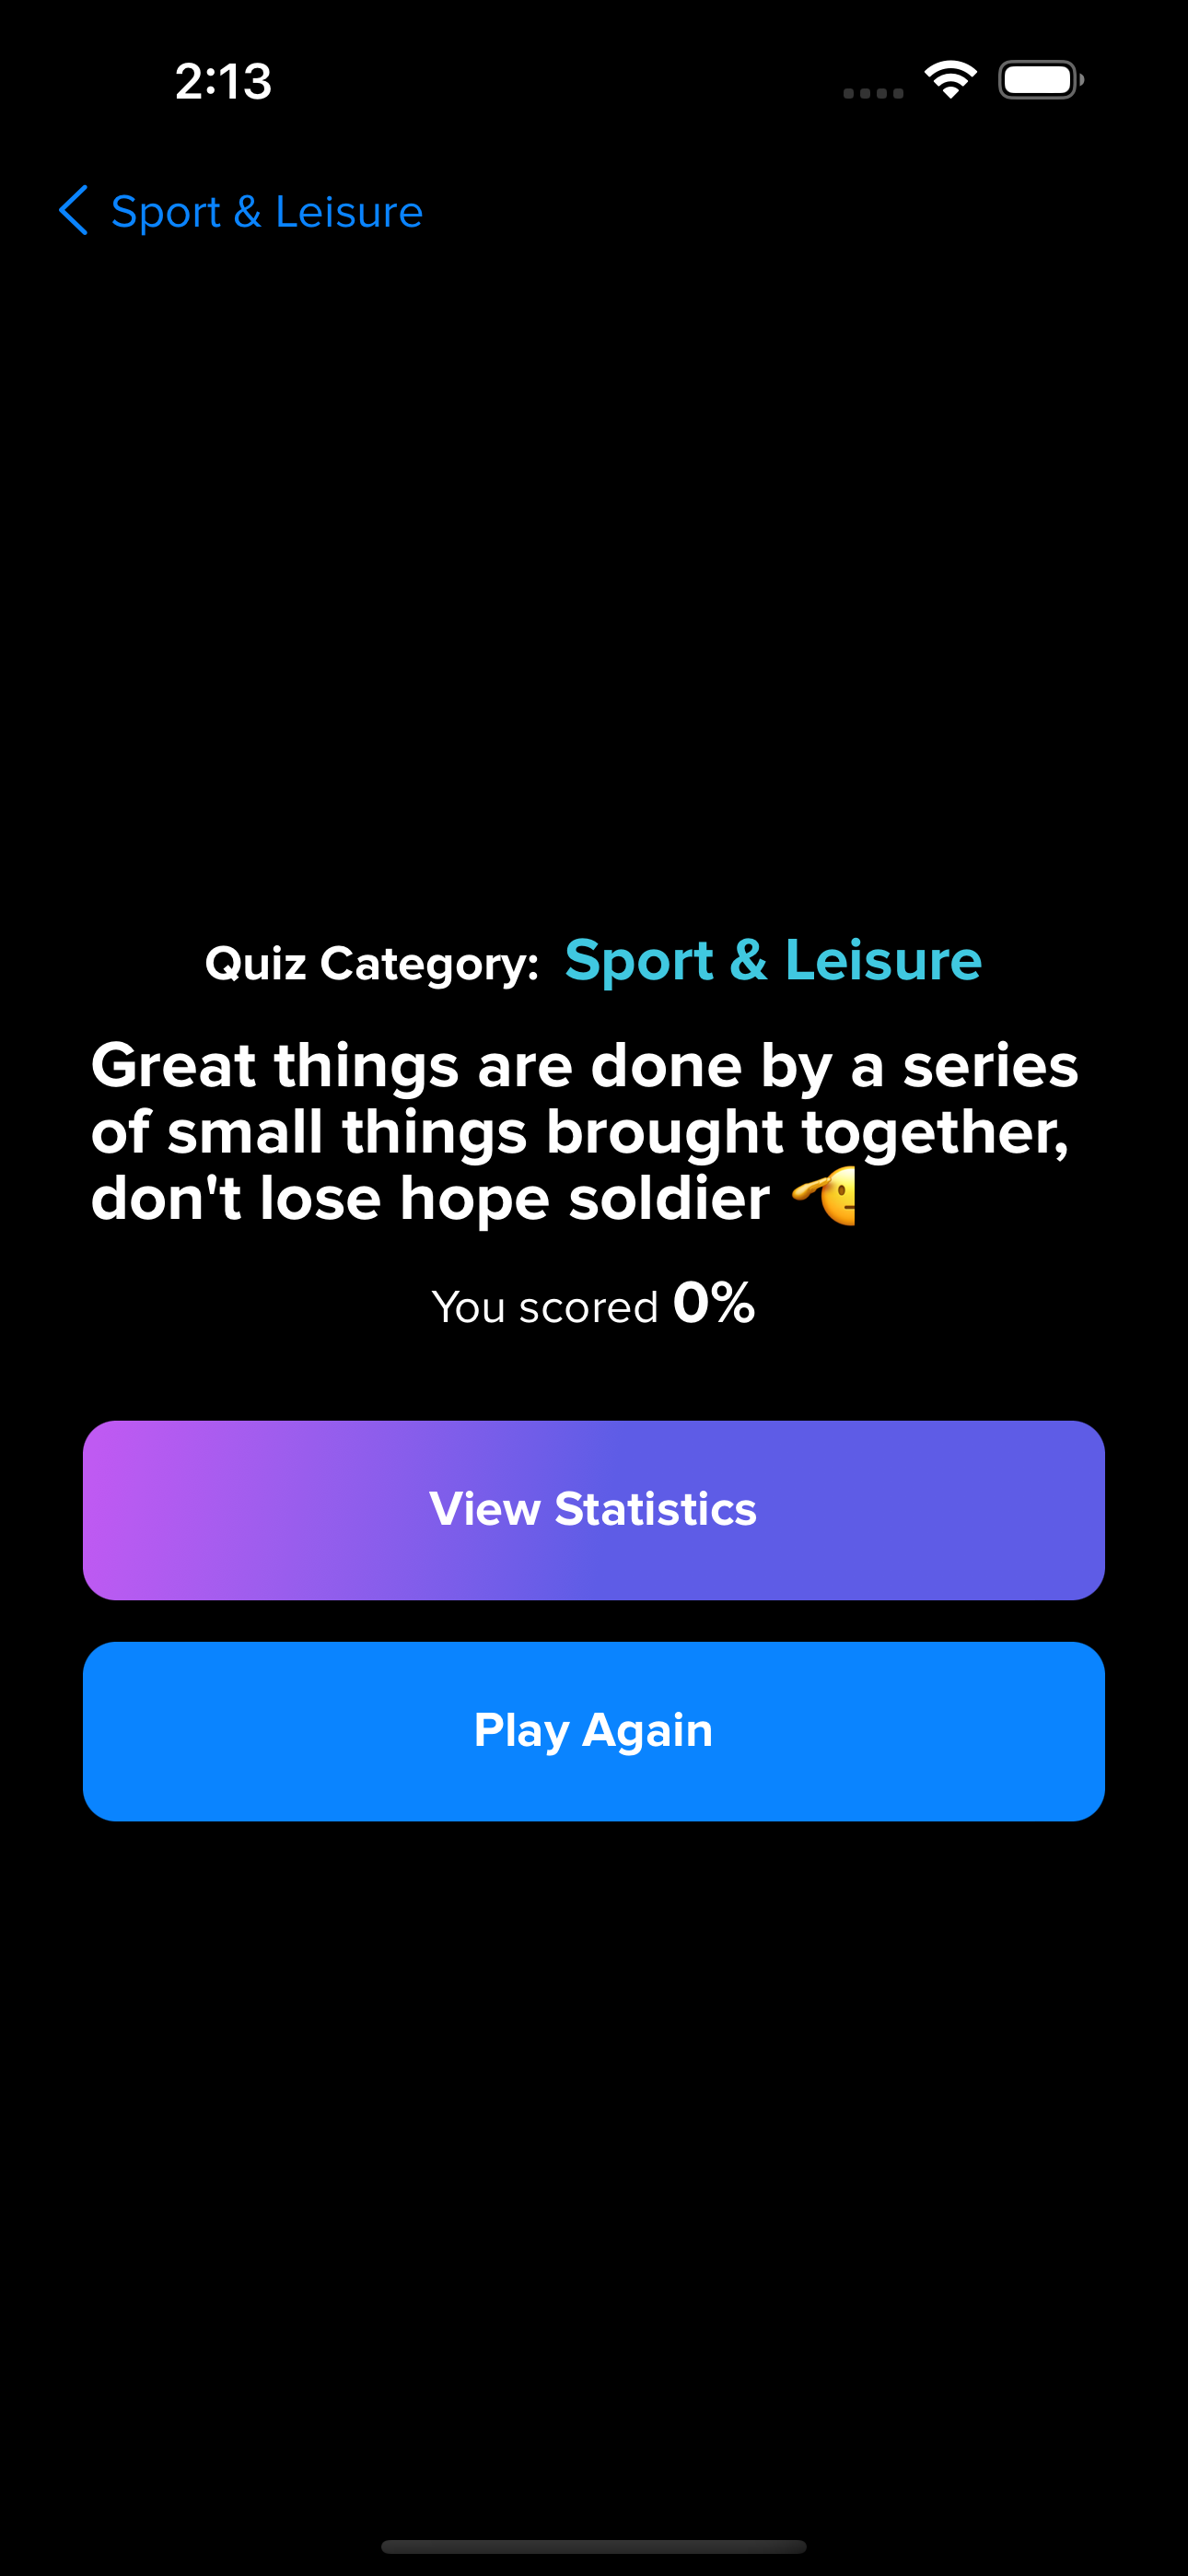 2:13
Sport & Leisure
Quiz Category: Sport & Leisure
Great things are done by a series
of small things brought together,
don't lose hope soldier 🫡
You scored 0%
View Statistics
Play Again